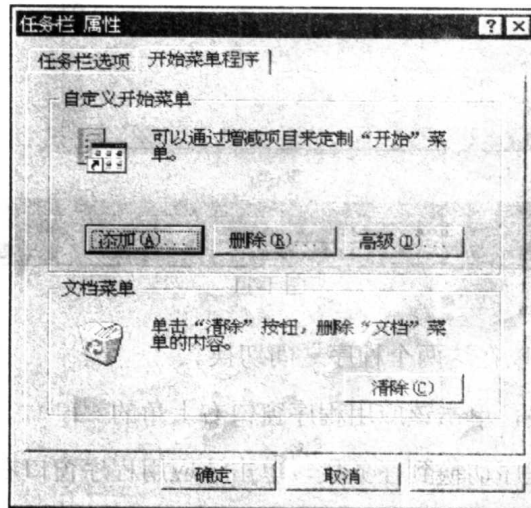 任务栏 属性
任务栏选项 开始菜单程序
自定义开始菜单
可以通过增减项目来定制“开始”菜
单。
添加(A)... 删除(R)... 高级(D)...
文档菜单
单击“清除”按钮，删除“文档”菜
单的内容。
清除(C)
确定 取消